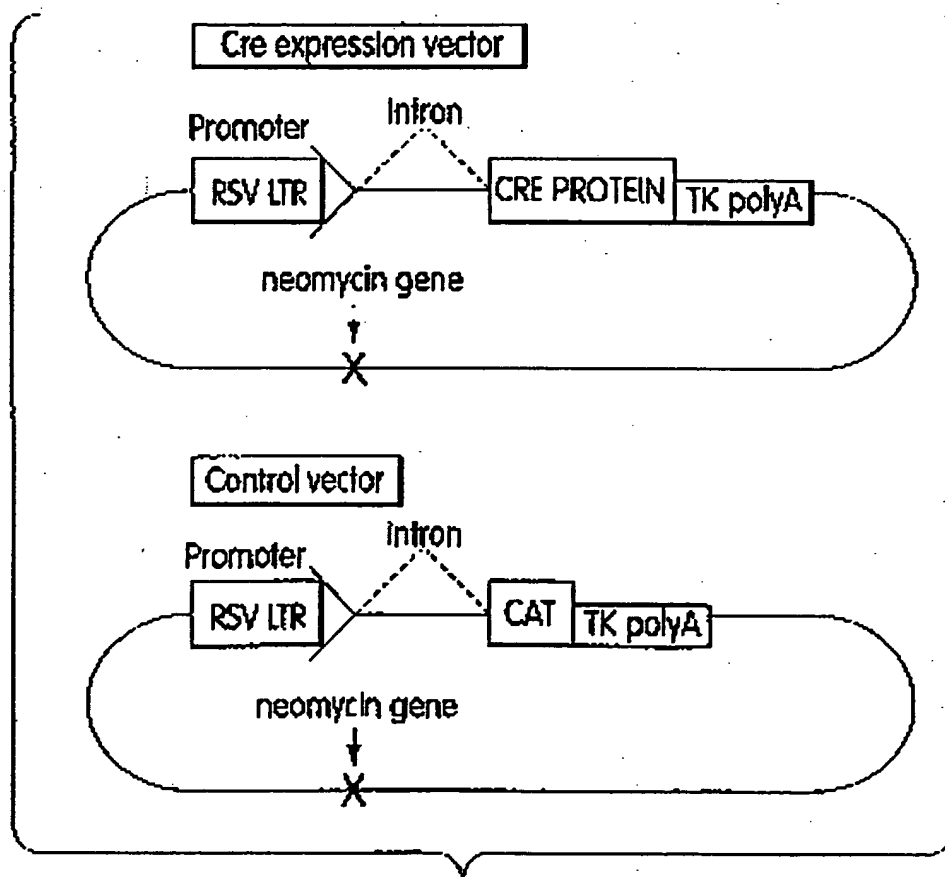 Cre expression vector
Intron
Promoter
RSV LTR
CRE PROTEIN
TK polyA
neomycin gene
X
Control vector
Intron
Promoter
RSV LTR
CAT
TK polyA
neomycin gene
X